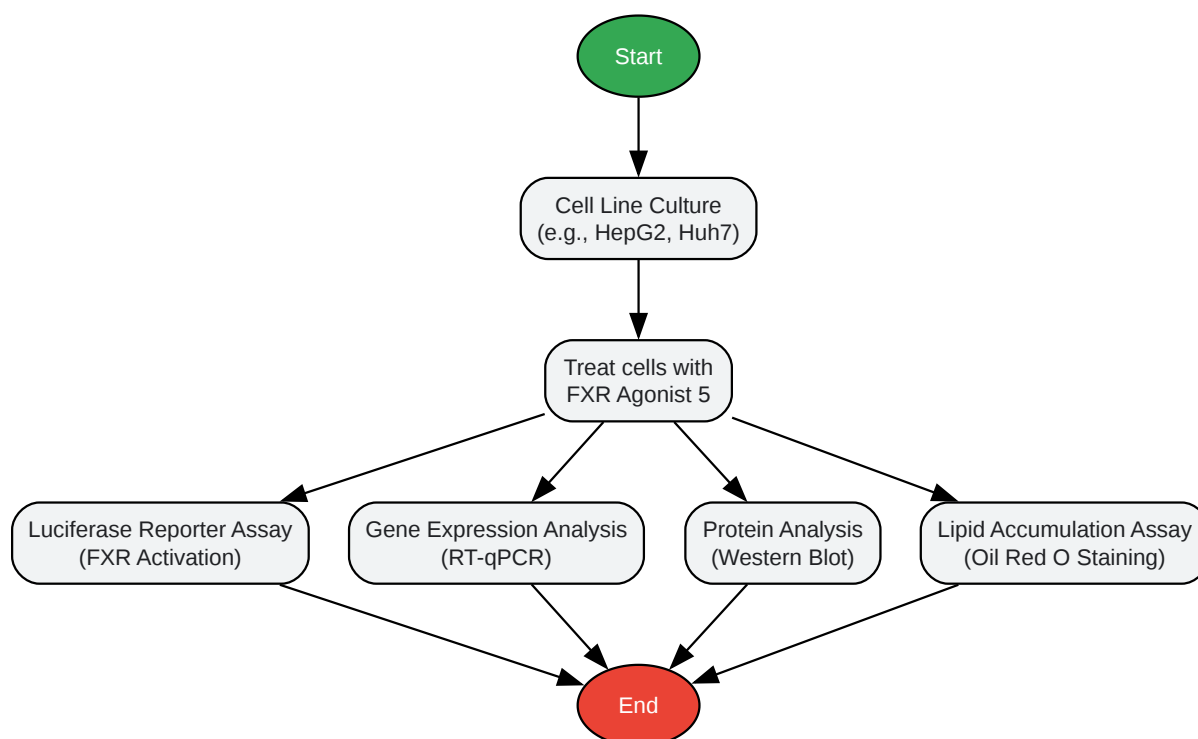 Start
Cell Line Culture
(e.g., HepG2, Huh7)
Treat cells with
FXR Agonist 5
Luciferase Reporter Assay
(FXR Activation)
Gene Expression Analysis
(RT-qPCR)
Protein Analysis
(Western Blot)
Lipid Accumulation Assay
(Oil Red O Staining)
End